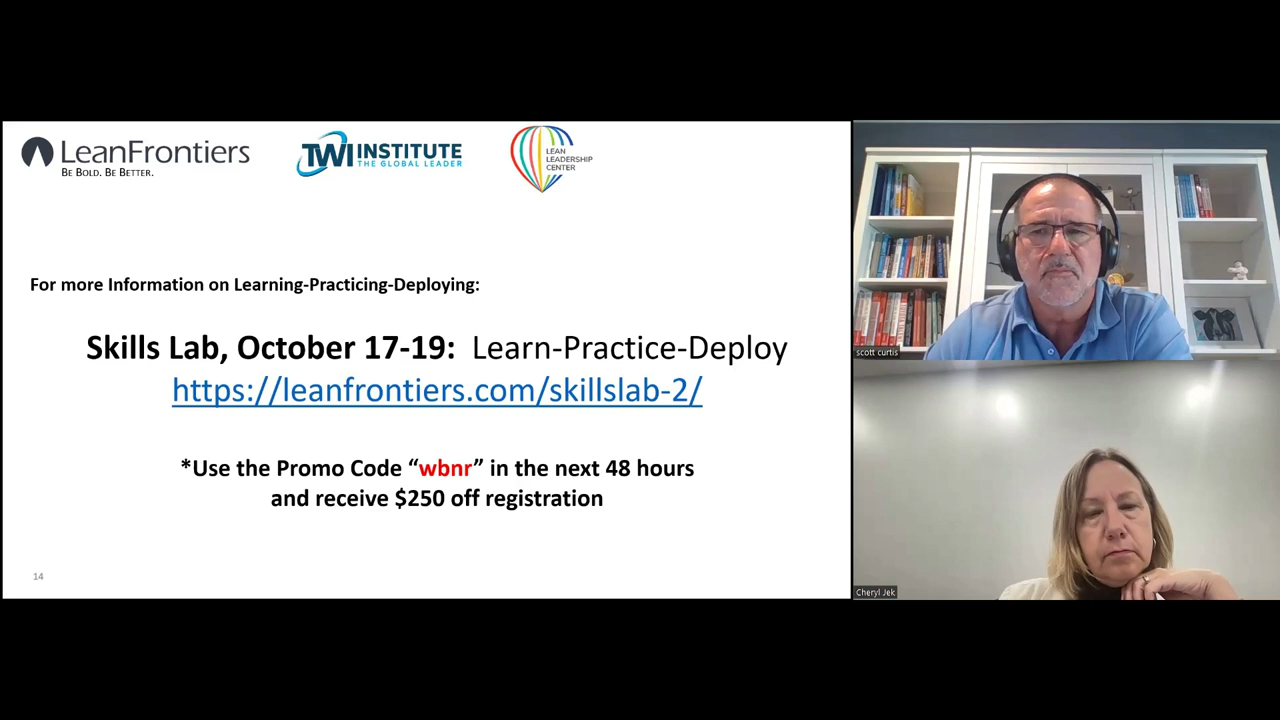 LeanFrontiers
BE BOLD. BE BETTER.
TWI INSTITUTE
THE GLOBAL LEADER
LEAN
LEADERSHIP
CENTER
For more Information on Learning-Practicing-Deploying:
Skills Lab, October 17-19: Learn-Practice-Deploy
https://leanfrontiers.com/skillslab-2/
*Use the Promo Code “wbnr” in the next 48 hours
and receive $250 off registration
14
scott curtis
Cheryl Jek